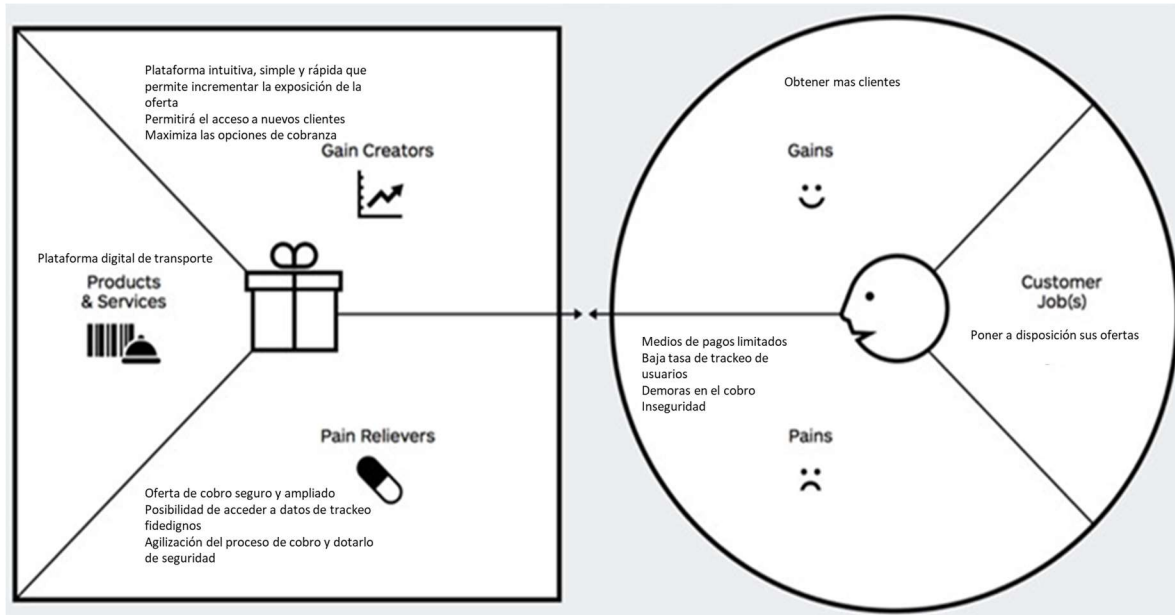 Plataforma intuitiva, simple y rápida que
permite incrementar la exposición de la
oferta
Permitirá el acceso a nuevos clientes
Maximiza las opciones de cobranza
Gain Creators
Plataforma digital de transporte
Products
& Services
Pain Relievers
Oferta de cobro seguro y ampliado
Posibilidad de acceder a datos de trackeo
fidedignos
Agilización del proceso de cobro y dotarlo
de seguridad
Obtener mas clientes
Gains
Customer
Job(s)
Poner a disposición sus ofertas
Medios de pagos limitados
Baja tasa de trackeo de
usuarios
Demoras en el cobro
Inseguridad
Pains